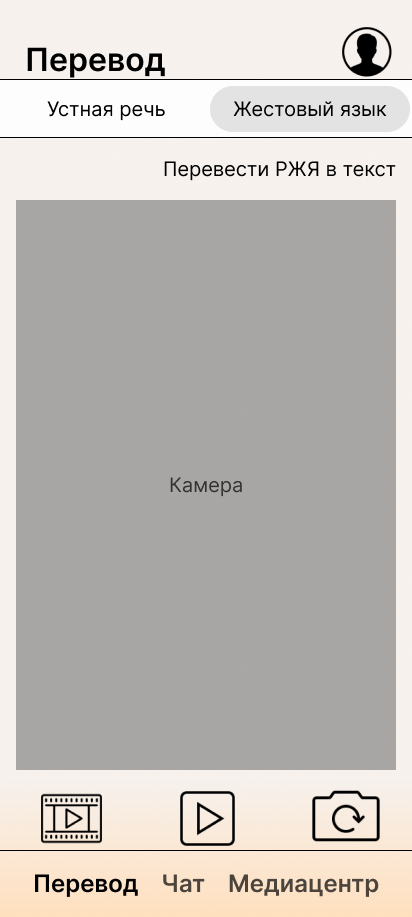 Перевод
Устная речь Жестовый язык
Перевести РЖЯ в текст
Камера
Перевод Чат Медиацентр